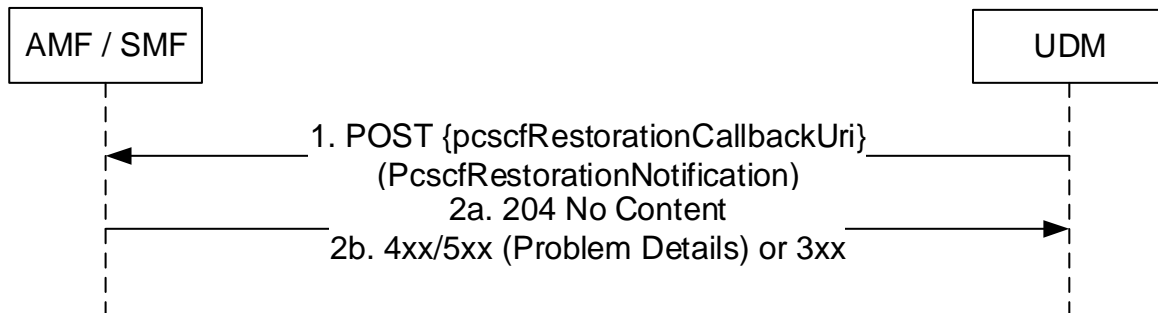 AMF / SMF
UDM
1. POST {pcscfRestorationCallbackUri}
(PcscfRestorationNotification)
2a. 204 No Content
2b. 4xx/5xx (Problem Details) or 3xx